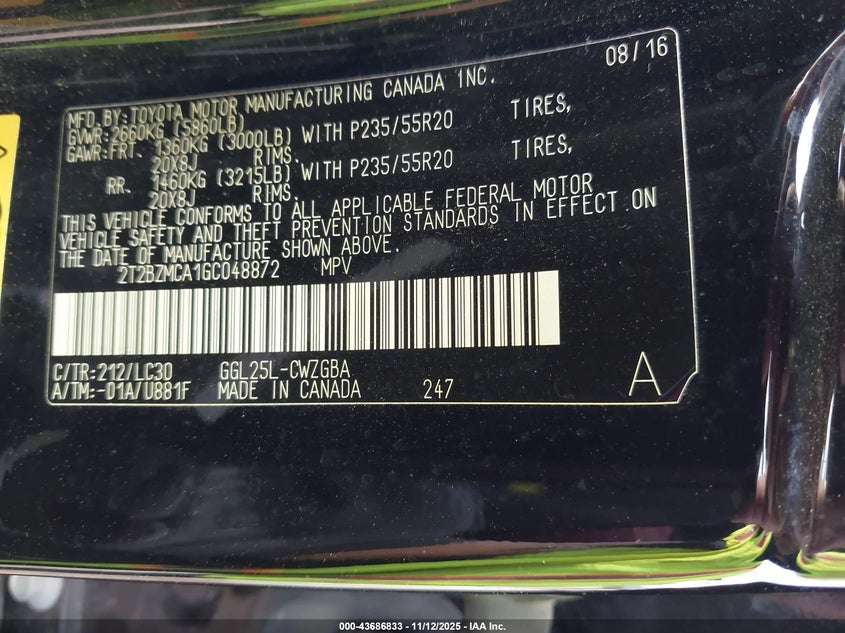 08/16
MFD.BY:TOYOTA MOTOR MANUFACTURING CANADA INC.
GVWR:2660KG (5860LB)
GAWR:FRT. 1360KG (3000LB) WITH P235/55R20 TIRES,
20X8J RIMS.
RR. 1460KG (3215LB) WITH P235/55R20 TIRES,
20X8J RIMS.
THIS VEHICLE CONFORMS TO ALL APPLICABLE FEDERAL MOTOR
VEHICLE SAFETY AND THEFT PREVENTION STANDARDS IN EFFECT ON
THE DATE OF MANUFACTURE SHOWN ABOVE.
2T2BZMCA1GC048872 MPV
C/TR:212/LC30 GGL25L-CWZGBA
A/TM:-01A/U881F MADE IN CANADA 247 A
000-43686833 - 11/12/2025 - IAA Inc.